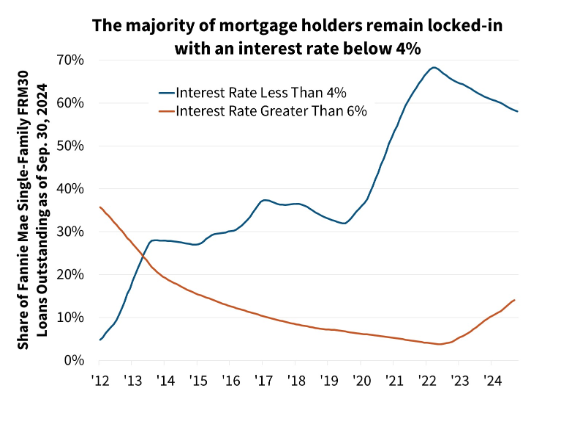 The majority of mortgage holders remain locked-in
with an interest rate below 4%
Share of Fannie Mae Single-Family FRM30
Loans Outstanding as of Sep. 30, 2024
70%
60%
50%
40%
30%
20%
10%
0%
Interest Rate Less Than 4%
Interest Rate Greater Than 6%
'12 '13 '14 '15 '16 '17 '18 '19 '20 '21 '22 '23 '24